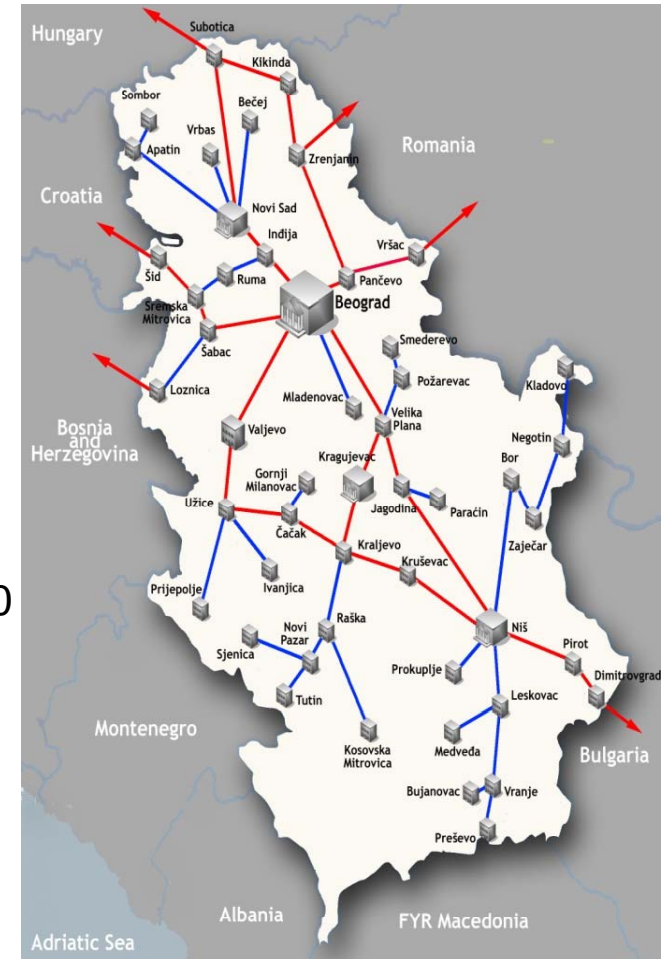 Hungary
Subotica
Kikinda
Sombor
Bečej
Vrbas
Apatin
Zrenjanin
Romania
Croatia
Novi Sad
Inđija
Vršac
Šid
Ruma
Pančevo
Sremska
Mitrovica
Beograd
Šabac
Smederevo
Loznica
Mladenovac
Požarevac
Kladovo
Bosnia
and
Herzegovina
Valjevo
Velika
Plana
Negotin
Kragujevac
Bor
Gornji
Milanovac
Užice
Jagodina
Paraćin
Čačak
Zaječar
Kraljevo
Kruševac
0
Prijepolje
Ivanjica
Raška
Novi
Pazar
Niš
Sjenica
Pirot
Prokuplje
Dimitrovgrad
Tutin
Leskovac
Montenegro
Kosovska
Mitrovica
Medveđa
Bulgaria
Bujanovac
Vranje
Preševo
Albania
FYR Macedonia
Adriatic Sea